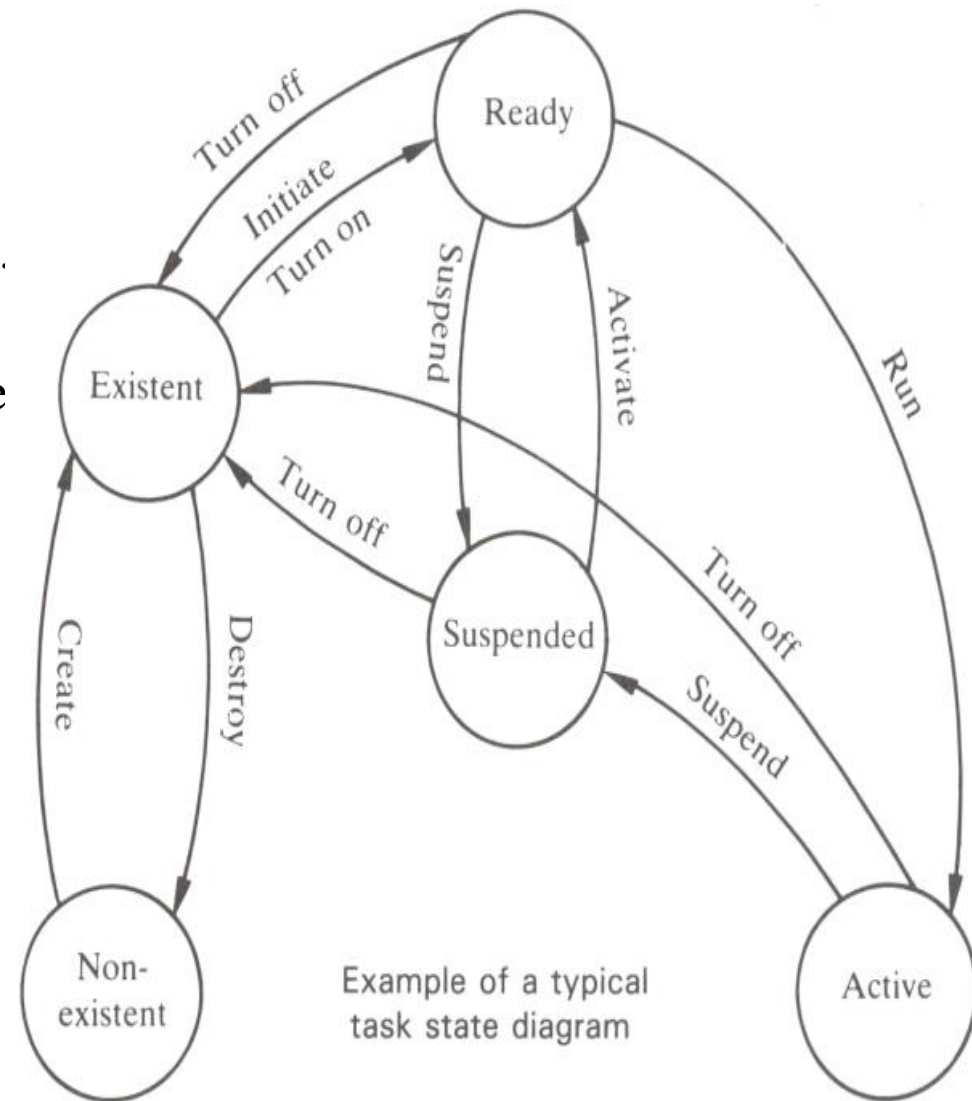 Ready
Turn off
Initiate
Turn on
Suspend
Activate
Run
Existent
Turn off
Turn off
Suspended
Suspend
Create
Destroy
Non-
existent
Active
Example of a typical
task state diagram